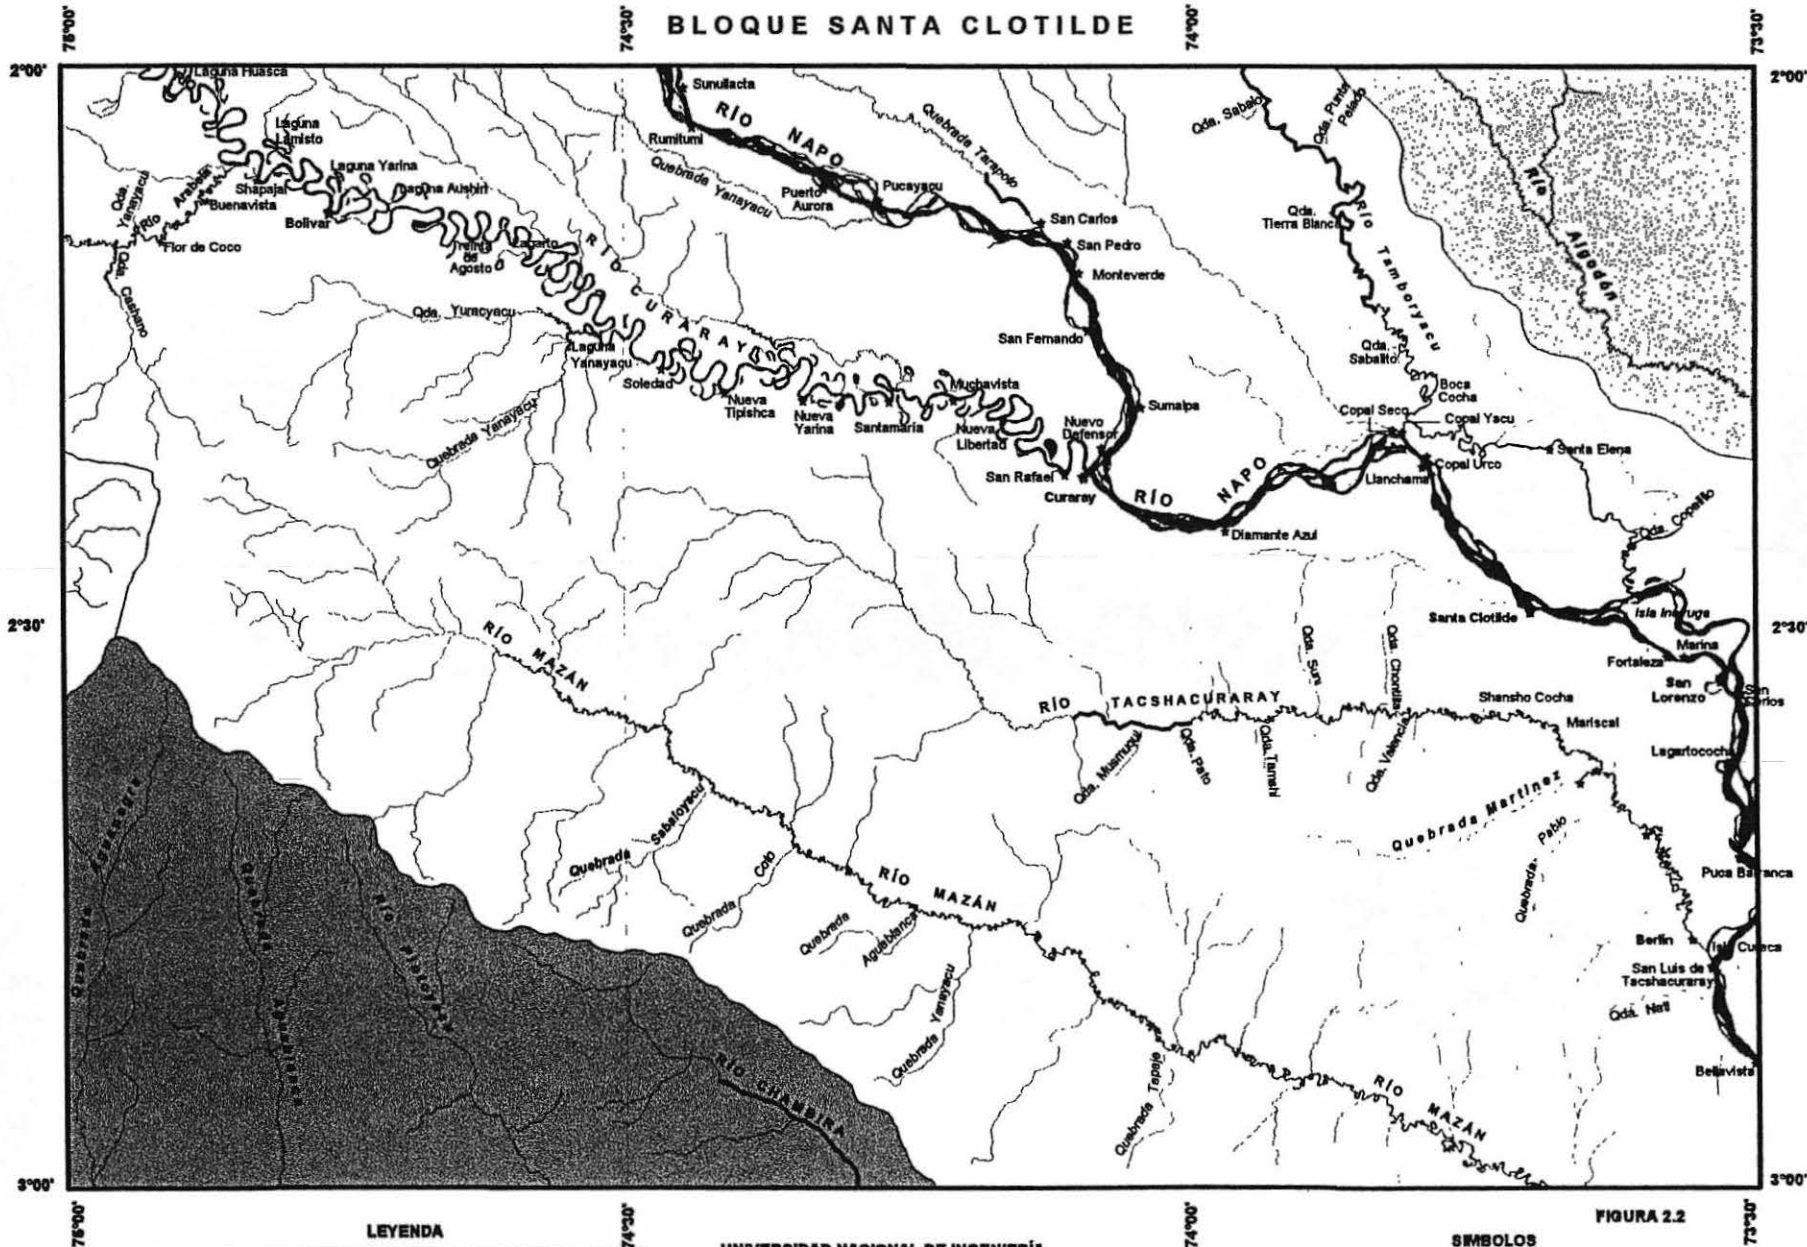 BLOQUE SANTA CLOTILDE
75°00'
74°30'
74°00'
73°30'
2°00'
2°00'
Laguna Huasca
Sunullacta
Rumitumi
RÍO NAPO
Quebrada Tarapoto
Qda. Sabalo
Qda. Punta
Pelado
Laguna
Lamisto
Laguna Yarina
Laguna Aushiri
Qda.
Yanayacu
Río Arabela
Shapajal
Buenavista
Bolivar
Flor de Coco
Quebrada Yanayacu
Puerto
Aurora
Pucayacu
San Carlos
San Pedro
Monteverde
Qda.
Tierra Blanca
Río Tamboryacu
Río Algodón
Treinta
de
Agosto
Lagarto
RÍO CURARAY
Qda.
Cashano
Qda. Yuracyacu
Laguna
Yanayacu
San Fernando
Qda.
Sabalito
Soledad
Nueva
Tipishca
Nueva
Yarina
Santamaría
Muchavista
Nueva
Libertad
Nuevo
Defensor
Sumalpa
Boca
Cocha
Copal Seco
Copal Yacu
Santa Elena
Quebrada Yanayacu
San Rafael
Curaray
RÍO NAPO
Llanchama
Copal Urco
Diamante Azul
Qda. Copalito
2°30'
2°30'
Santa Clotilde
Isla
Marina
Fortaleza
San
Lorenzo
San
Carlos
RÍO MAZÁN
Qda. Suni
Qda. Chontilla
RÍO TACSHACURARAY
Shansho Cocha
Mariscal
Lagartococha
Qda. Musmuqui
Qda. Pato
Qda. Tamshi
Qda. Valencia
Quebrada Martinez
Quebrada Pablo
Puca Barranca
Quebrada Aguanegra
Quebrada Sabaloyacu
Quebrada Colo
RÍO MAZÁN
Quebrada
Aguablanca
Quebrada Aguablanca
Río Pintoyacu
Berlín
Isla Curaca
San Luis de
Tacshacuraray
Qda. Nati
Quebrada Yanayacu
Bellavista
Quebrada Tapaje
RÍO CHAMBIRA
RÍO MAZÁN
3°00'
3°00'
75°00'
74°30'
74°00'
73°30'
FIGURA 2.2
LEYENDA
UNIVERSIDAD NACIONAL DE INGENIERÍA
SIMBOLOS